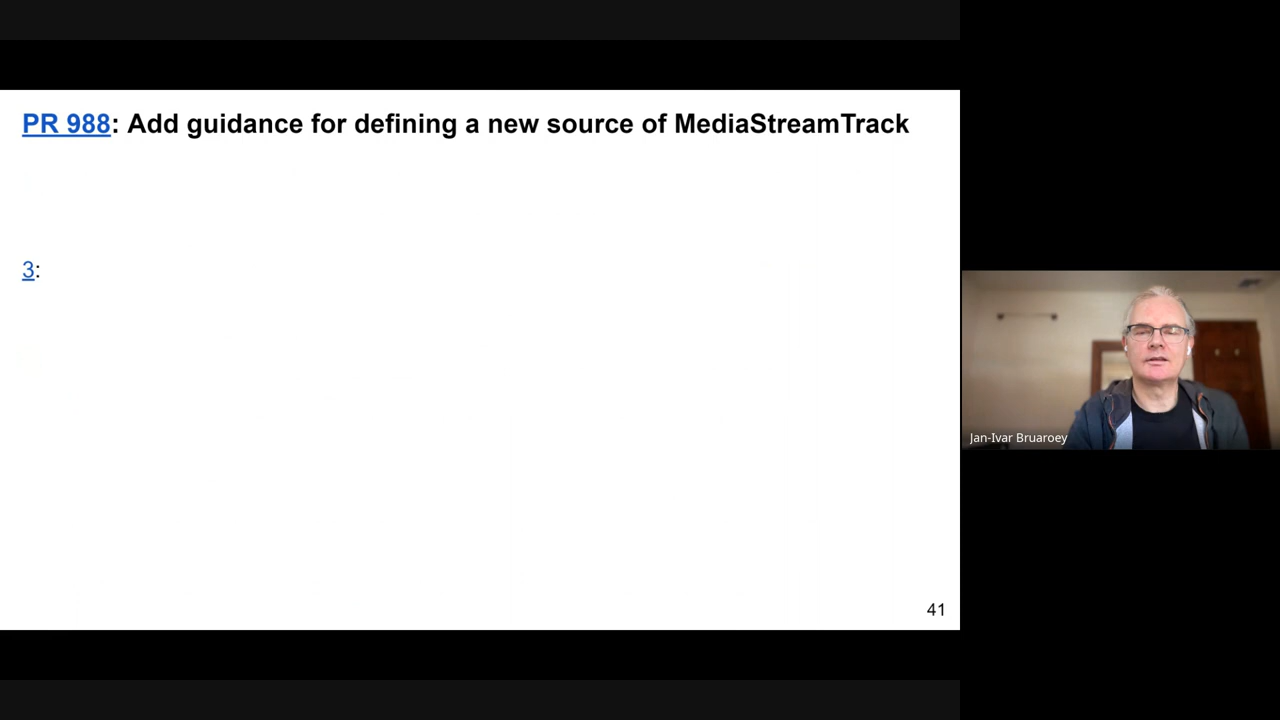 PR 988: Add guidance for defining a new source of MediaStreamTrack
3:
41
Jan-Ivar Bruaroey